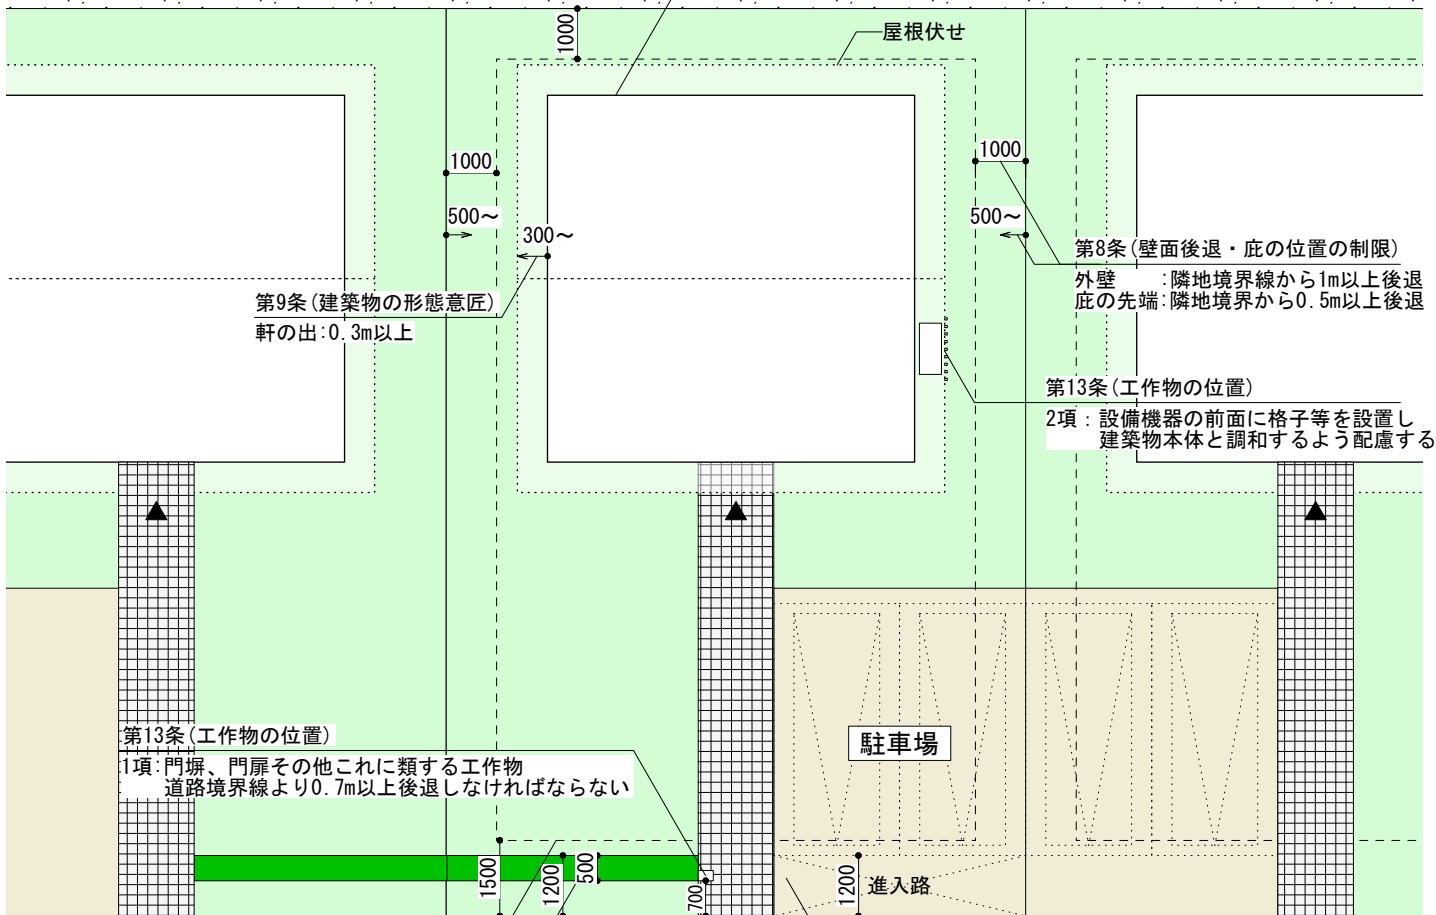 1000
屋根伏せ
1000
1000
500～
500～
300～
第8条(壁面後退・庇の位置の制限)
外壁　　:隣地境界線から1m以上後退
庇の先端:隣地境界から0.5m以上後退
第9条(建築物の形態意匠)
軒の出:0.3m以上
第13条(工作物の位置)
2項：設備機器の前面に格子等を設置し
建築物本体と調和するよう配慮する
第13条(工作物の位置)
1項:門塀、門扉その他これに類する工作物
道路境界線より0.7m以上後退しなければならない
駐車場
1500
1200
500
700
1200
進入路